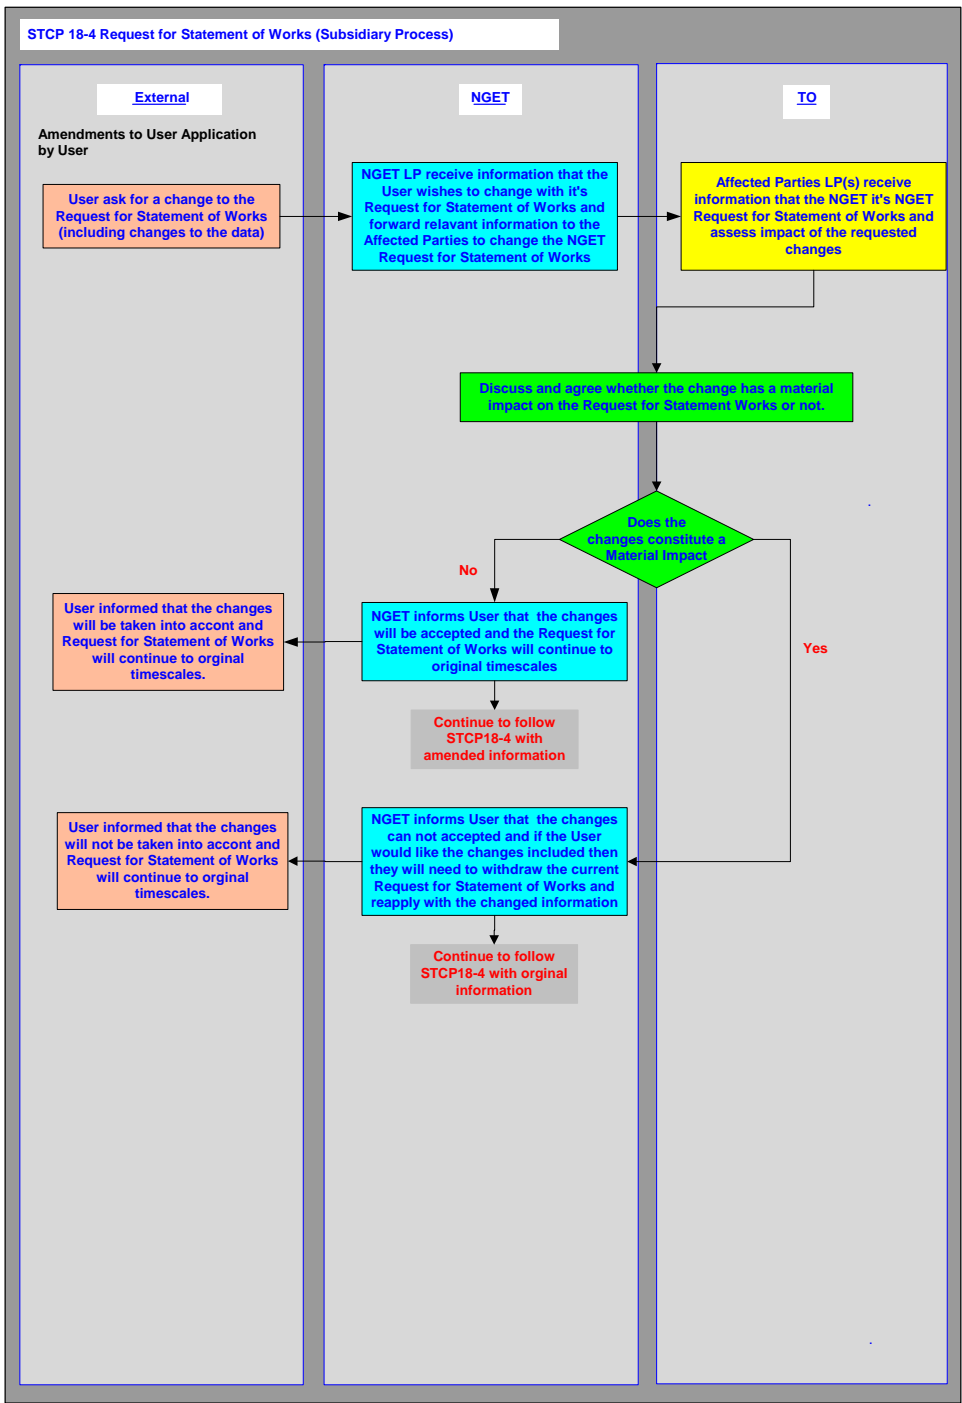 STCP 18-4 Request for Statement of Works (Subsidiary Process)
External
NGET
TO
Amendments to User Application
by User
User ask for a change to the
Request for Statement of Works
(including changes to the data)
NGET LP receive information that the
User wishes to change with it's
Request for Statement of Works and
forward relavant information to the
Affected Parties to change the NGET
Request for Statement of Works
Affected Parties LP(s) receive
information that the NGET it's NGET
Request for Statement of Works and
assess impact of the requested
changes
Discuss and agree whether the change has a material
impact on the Request for Statement Works or not.
Does the
changes constitute a
Material Impact
No
Yes
User informed that the changes
will be taken into accont and
Request for Statement of Works
will continue to orginal
timescales.
NGET informs User that  the changes
will be accepted and the Request for
Statement of Works will continue to
original timescales
Continue to follow
STCP18-4 with
amended information
User informed that the changes
will not be taken into accont and
Request for Statement of Works
will continue to orginal
timescales.
NGET informs User that  the changes
can not accepted and if the User
would like the changes included then
they will need to withdraw the current
Request for Statement of Works and
reapply with the changed information
Continue to follow
STCP18-4 with orginal
information